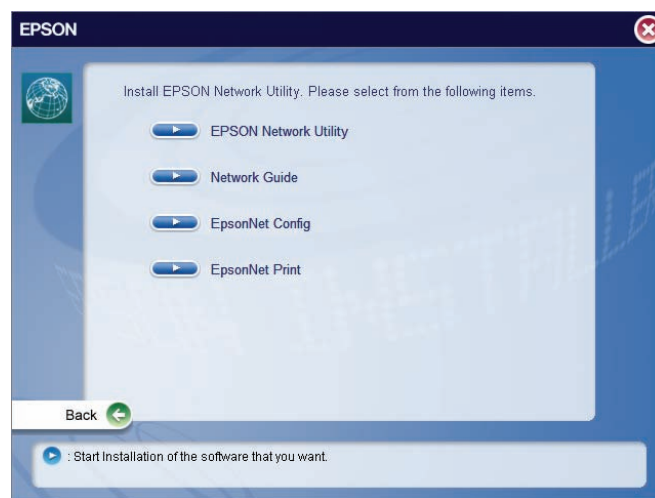 EPSON
Install EPSON Network Utility. Please select from the following items.
EPSON Network Utility
Network Guide
EpsonNet Config
EpsonNet Print
Back
: Start Installation of the software that you want.